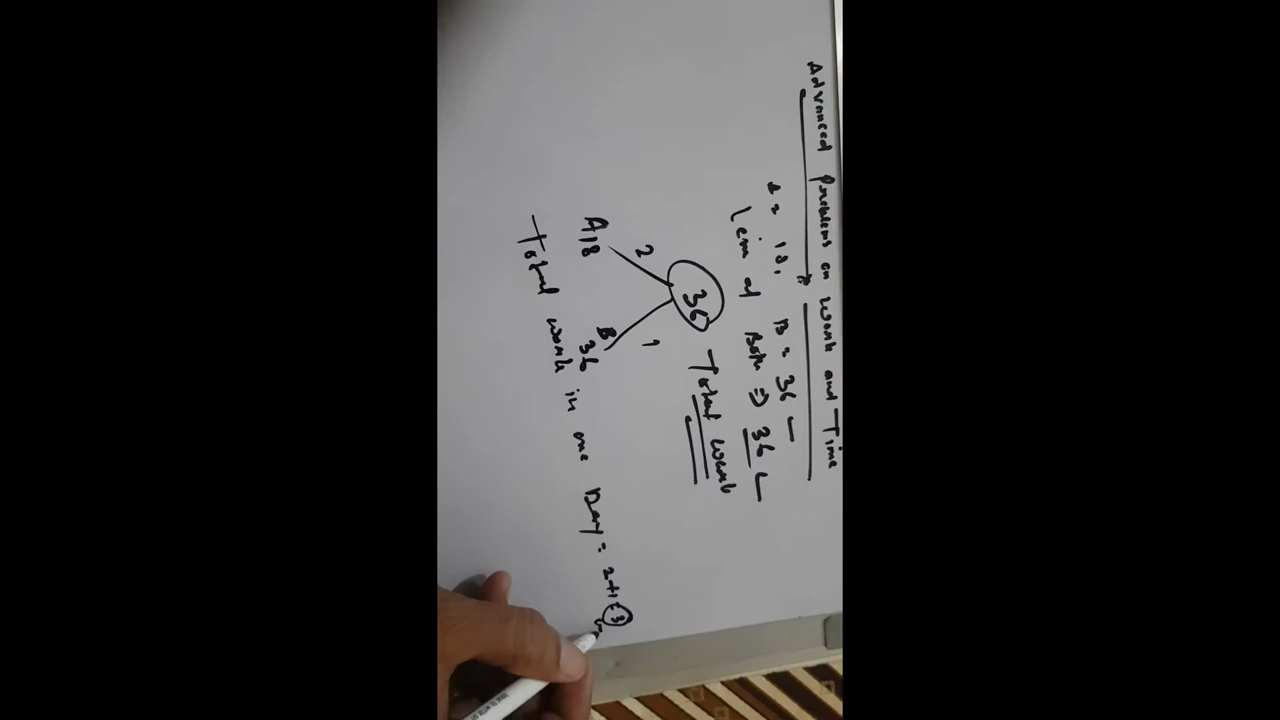 Advanced Problems on Work and Time
A = 18, B = 36
Lcm of Both => 36
36 Total work
2 1
A 18 B 36
Total work in one Day = 2+1 = 3